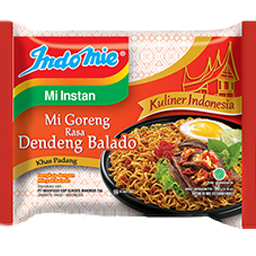 Indomie
Mi Instan
Kuliner Indonesia
Mi Goreng
Rasa
Dendeng Balado
Khas Padang